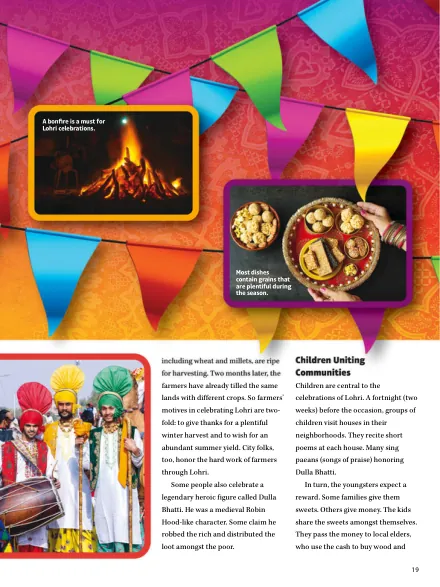 A bonfire is a must for
Lohri celebrations.
Most dishes
contain grains that
are plentiful during
the season.
including wheat and millets, are ripe
for harvesting. Two months later, the
farmers have already tilled the same
lands with different crops. So farmers'
motives in celebrating Lohri are two-
fold: to give thanks for a plentiful
winter harvest and to wish for an
abundant summer yield. City folks,
too, honor the hard work of farmers
through Lohri.
Some people also celebrate a
legendary heroic figure called Dulla
Bhatti. He was a medieval Robin
Hood-like character. Some claim he
robbed the rich and distributed the
loot amongst the poor.
Children Uniting
Communities
Children are central to the
celebrations of Lohri. A fortnight (two
weeks) before the occasion, groups of
children visit houses in their
neighborhoods. They recite short
poems at each house. Many sing
paeans (songs of praise) honoring
Dulla Bhatti.
In turn, the youngsters expect a
reward. Some families give them
sweets. Others give money. The kids
share the sweets amongst themselves.
They pass the money to local elders,
who use the cash to buy wood and
19